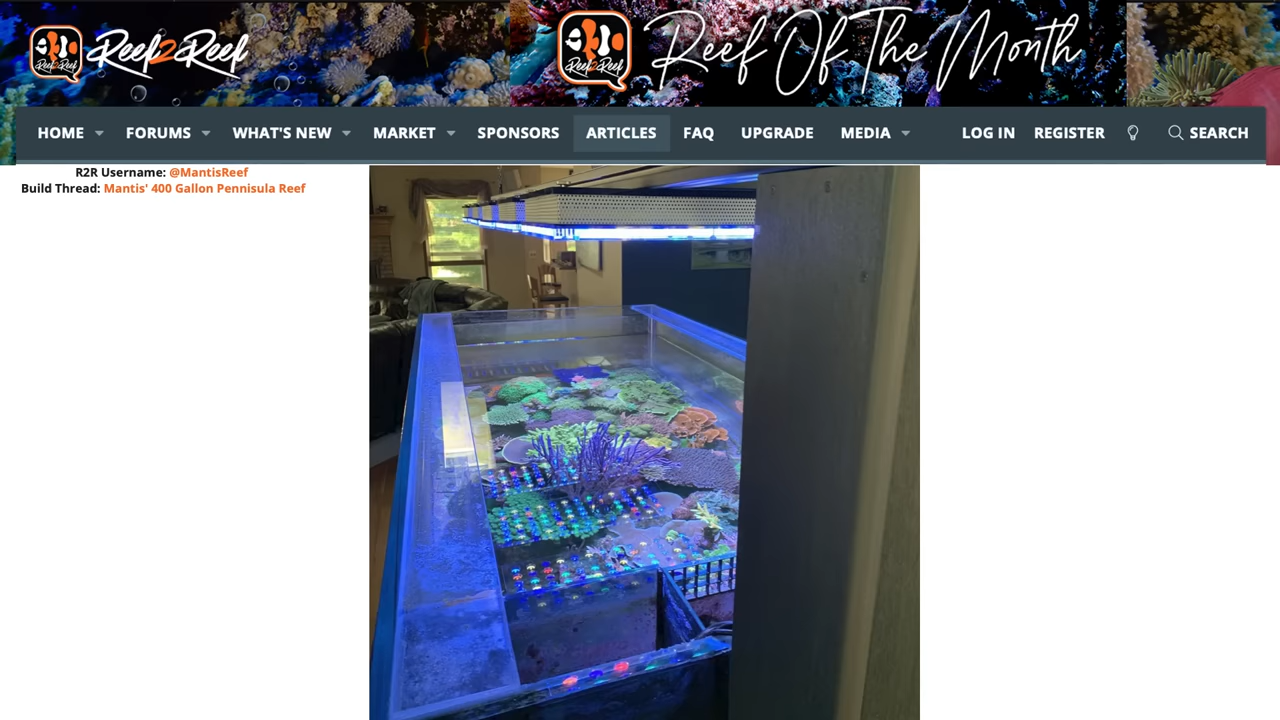 Reef2Reef
Reef2Reef
Reef2Reef
Reef Of The Month
HOME FORUMS WHAT'S NEW MARKET SPONSORS ARTICLES FAQ UPGRADE MEDIA LOG IN REGISTER SEARCH
R2R Username: @MantisReef
Build Thread: Mantis' 400 Gallon Pennisula Reef